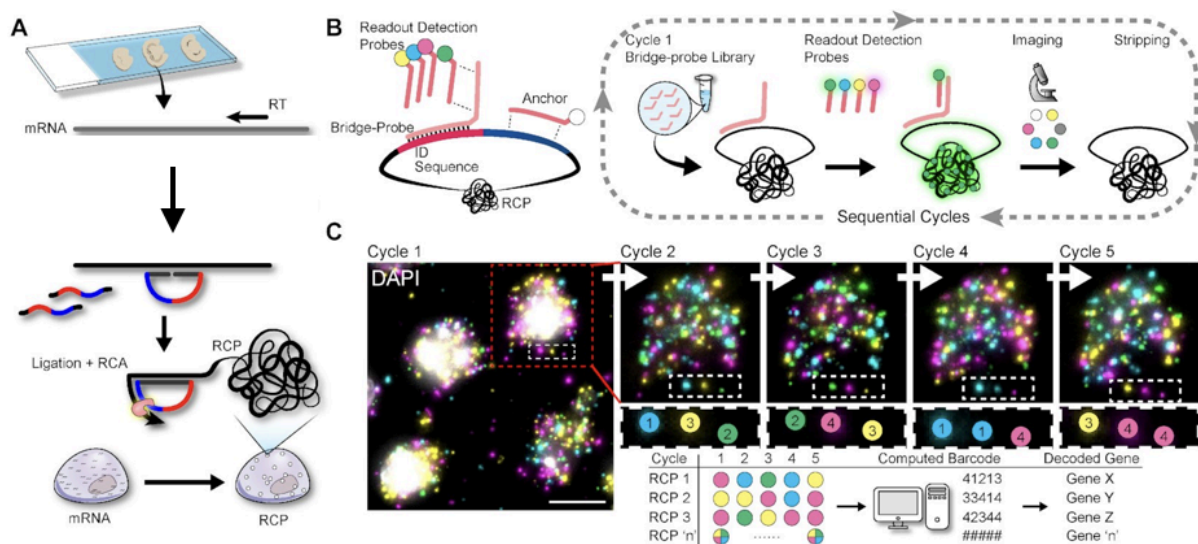 A
RT
mRNA
Ligation + RCA
RCP
mRNA
RCP
B
Readout Detection
Probes
Anchor
Bridge-Probe
ID
Sequence
RCP
Cycle 1
Bridge-probe Library
Readout Detection
Probes
Imaging
Stripping
Sequential Cycles
C
Cycle 1
Cycle 2
Cycle 3
Cycle 4
Cycle 5
DAPI
1 3 2
2 4 3
1 1 4
3 4 4
Cycle 1 2 3 4 5 Computed Barcode Decoded Gene
RCP 1 41213 Gene X
RCP 2 33414 Gene Y
RCP 3 42344 Gene Z
RCP 'n' ...... ##### Gene 'n'